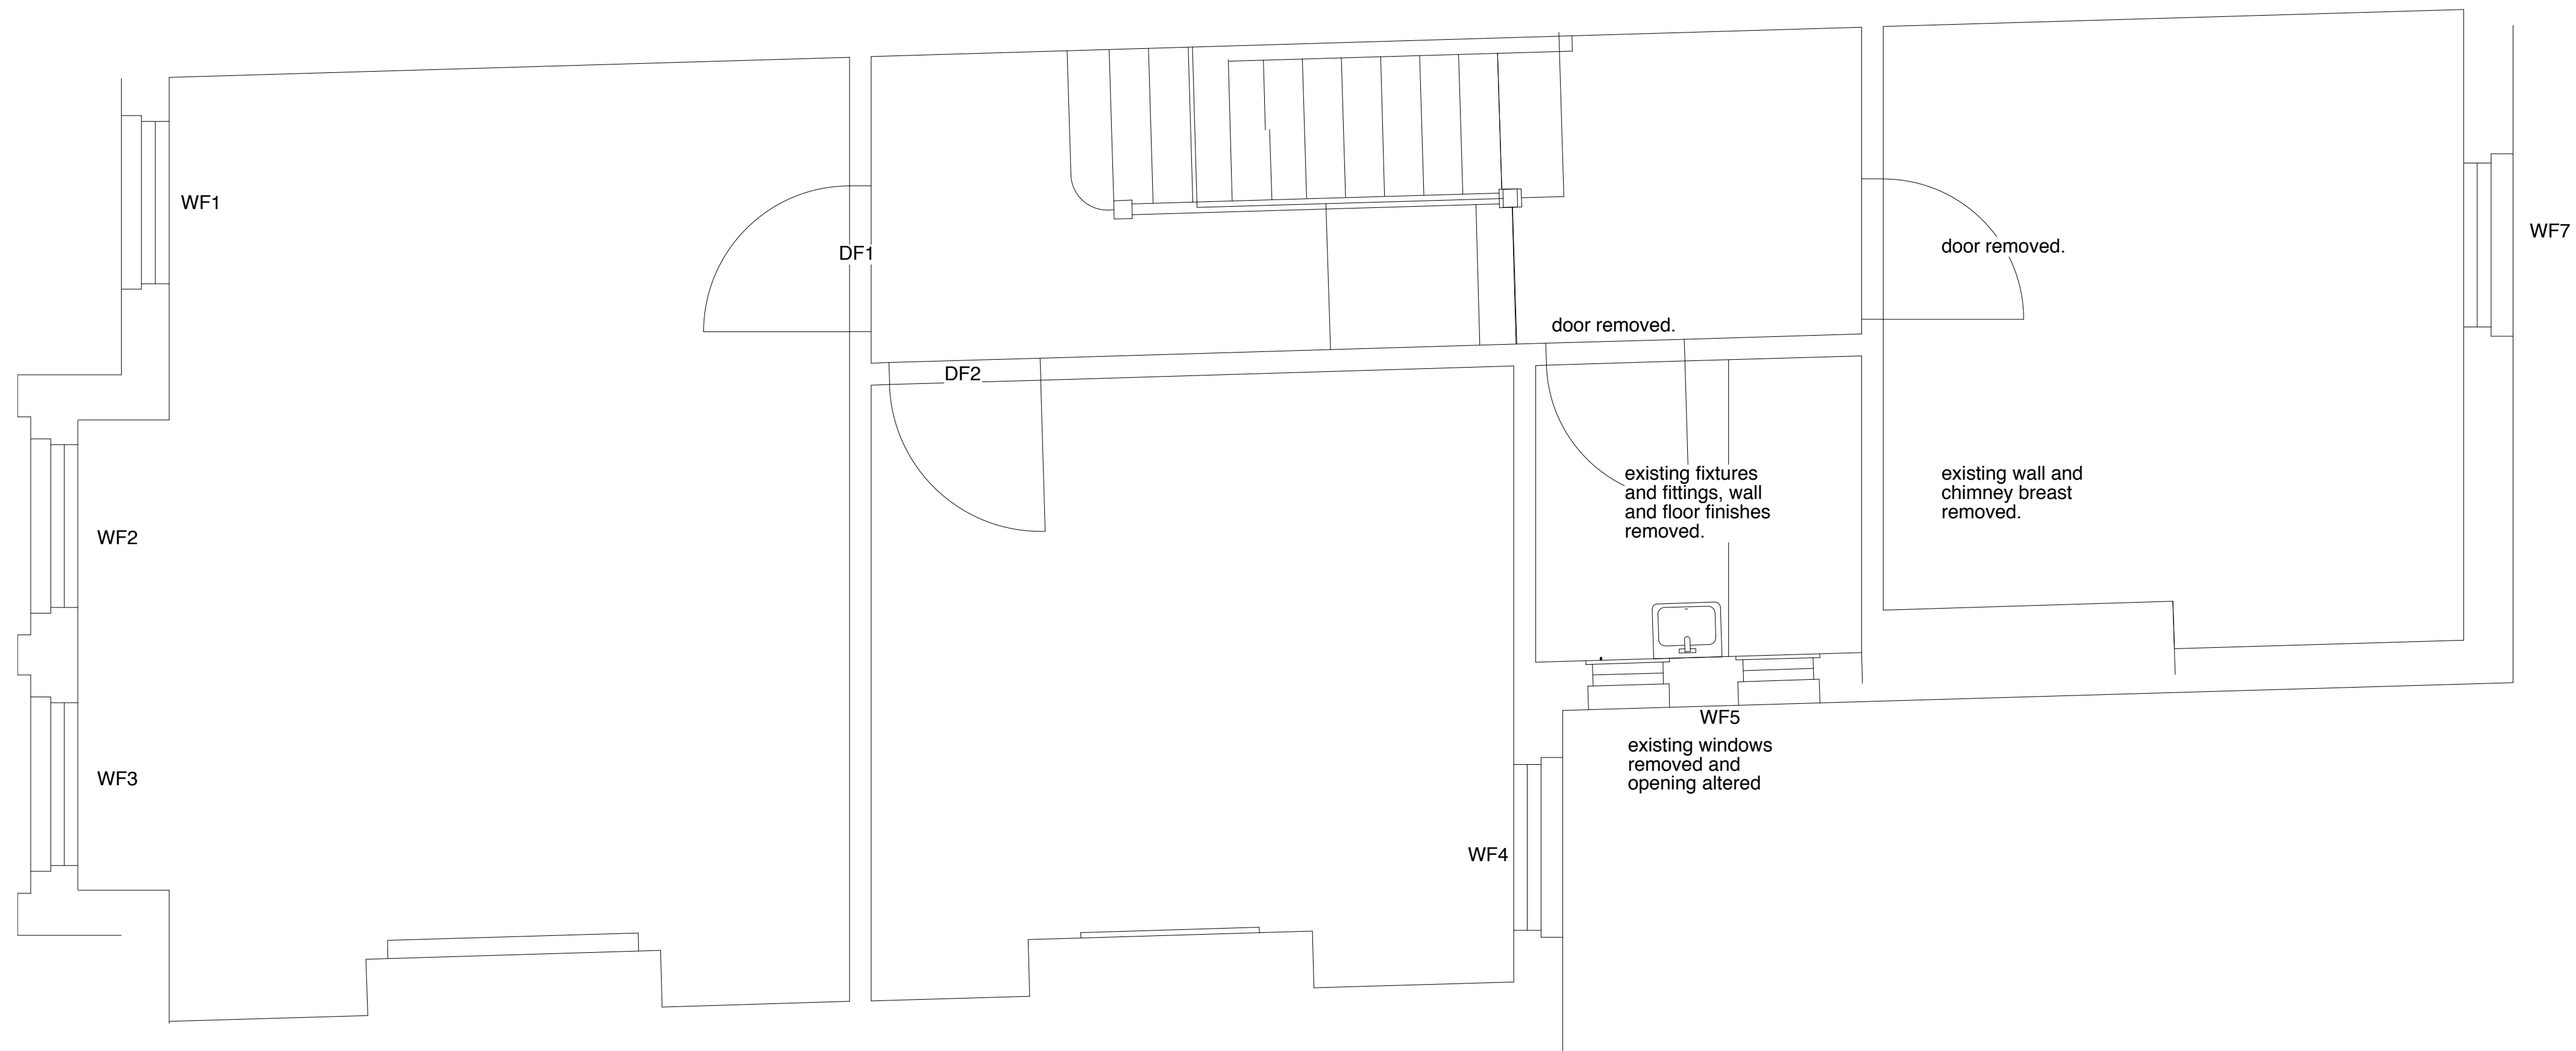 WF1
WF7
door removed.
DF1
door removed.
DF2
existing fixtures
and fittings, wall
and floor finishes
removed.
existing wall and
chimney breast
removed.
WF2
WF5
existing windows
removed and
opening altered
WF3
WF4